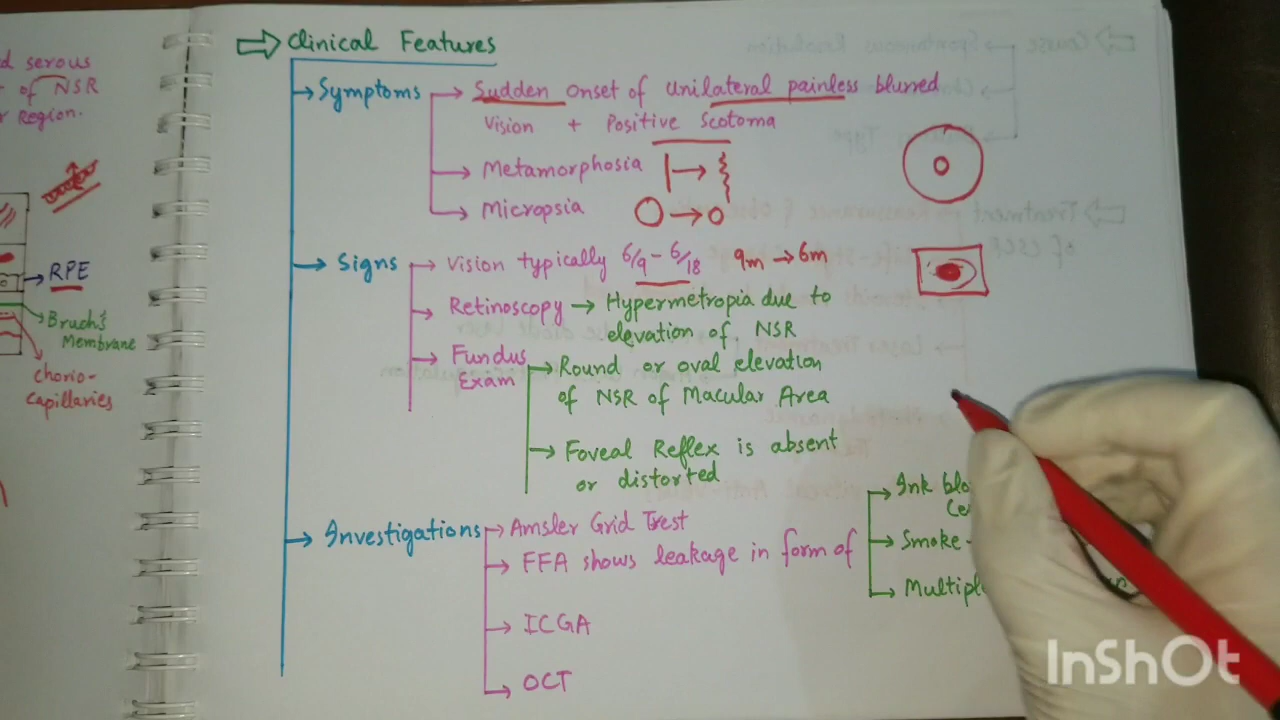 d serous
of NSR
Region.
RPE
Bruch's
Membrane
Chorio-
Capillaries
Clinical Features
Symptoms
Sudden Onset of Unilateral painless blurred
Vision + Positive Scotoma
Metamorphosia
Micropsia
Signs
Vision typically 6/9 - 6/18 9m → 6m
Retinoscopy → Hypermetropia due to
elevation of NSR
Fundus
Exam
Round or oval elevation
of NSR of Macular Area
Foveal Reflex is absent
or distorted
Investigations
Amsler Grid Trest
FFA shows leakage in form of
Ink blo
Ce
Smoke-
Multipl
ICGA
OCT
InShOt